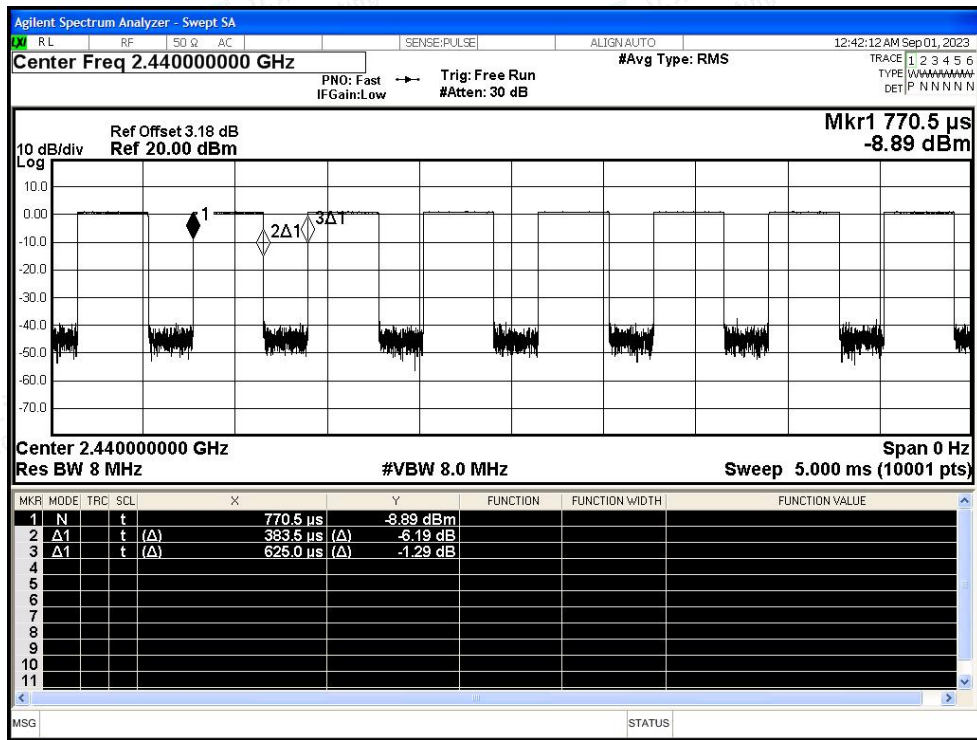 Agilent Spectrum Analyzer - Swept SA
LXI RL RF 50 Ω AC SENSE:PULSE ALIGN AUTO 12:42:12 AM Sep 01, 2023
Center Freq 2.440000000 GHz #Avg Type: RMS TRACE 1 2 3 4 5 6
PNO: Fast Trig: Free Run TYPE
IFGain:Low #Atten: 30 dB DET P N N N N N
Mkr1 770.5 µs
Ref Offset 3.18 dB
10 dB/div Ref 20.00 dBm -8.89 dBm
Log
10.0
0.00
1 2Δ1 3Δ1
-10.0
-20.0
-30.0
-40.0
-50.0
-60.0
-70.0
Center 2.440000000 GHz Span 0 Hz
Res BW 8 MHz #VBW 8.0 MHz Sweep 5.000 ms (10001 pts)
MKR MODE TRC SCL X Y FUNCTION FUNCTION WIDTH FUNCTION VALUE
1 N t 770.5 µs -8.89 dBm
2 Δ1 t (Δ) 383.5 µs (Δ) -6.19 dB
3 Δ1 t (Δ) 625.0 µs (Δ) -1.29 dB
4
5
6
7
8
9
10
11
MSG STATUS